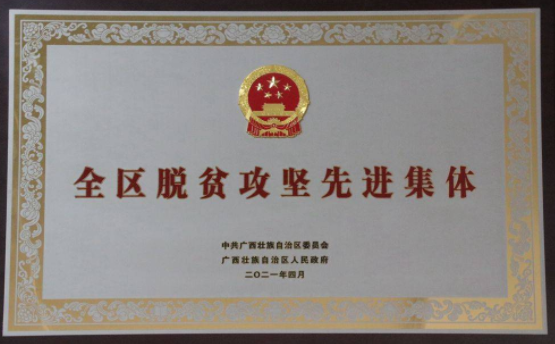 全区脱贫攻坚先进集体
中共广西壮族自治区委员会
广西壮族自治区人民政府
二〇二一年四月